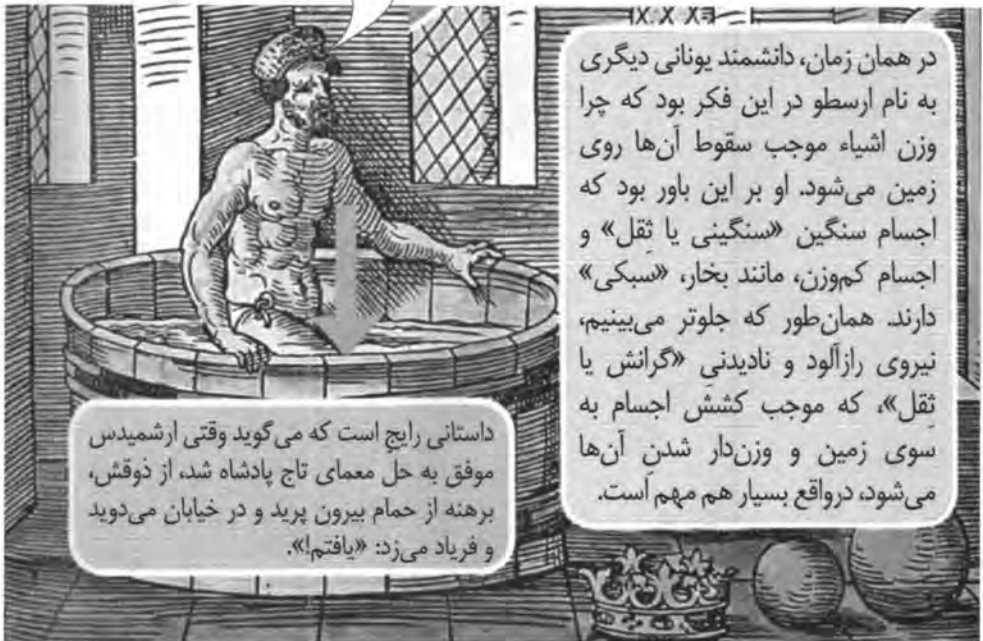 در همان زمان، دانشمند یونانی دیگری
به نام ارسطو در این فکر بود که چرا
وزن اشیاء موجب سقوط آن‌ها روی
زمین می‌شود. او بر این باور بود که
اجسام سنگین «سنگینی یا ثِقل» و
اجسام کم‌وزن، مانند بخار، «سبکی»
دارند. همان‌طور که جلوتر می‌بینیم،
نیروی رازآلود و نادیدنیِ «گرانش یا
ثِقل»، که موجب کششِ اجسام به
سوی زمین و وزن‌دار شدنِ آن‌ها
می‌شود، درواقع بسیار هم مهم است.
داستانی رایج است که می‌گوید وقتی ارشمیدس
موفق به حل معمای تاج پادشاه شد، از ذوقش،
برهنه از حمام بیرون پرید و در خیابان می‌دوید
و فریاد می‌زد: «یافتم!».